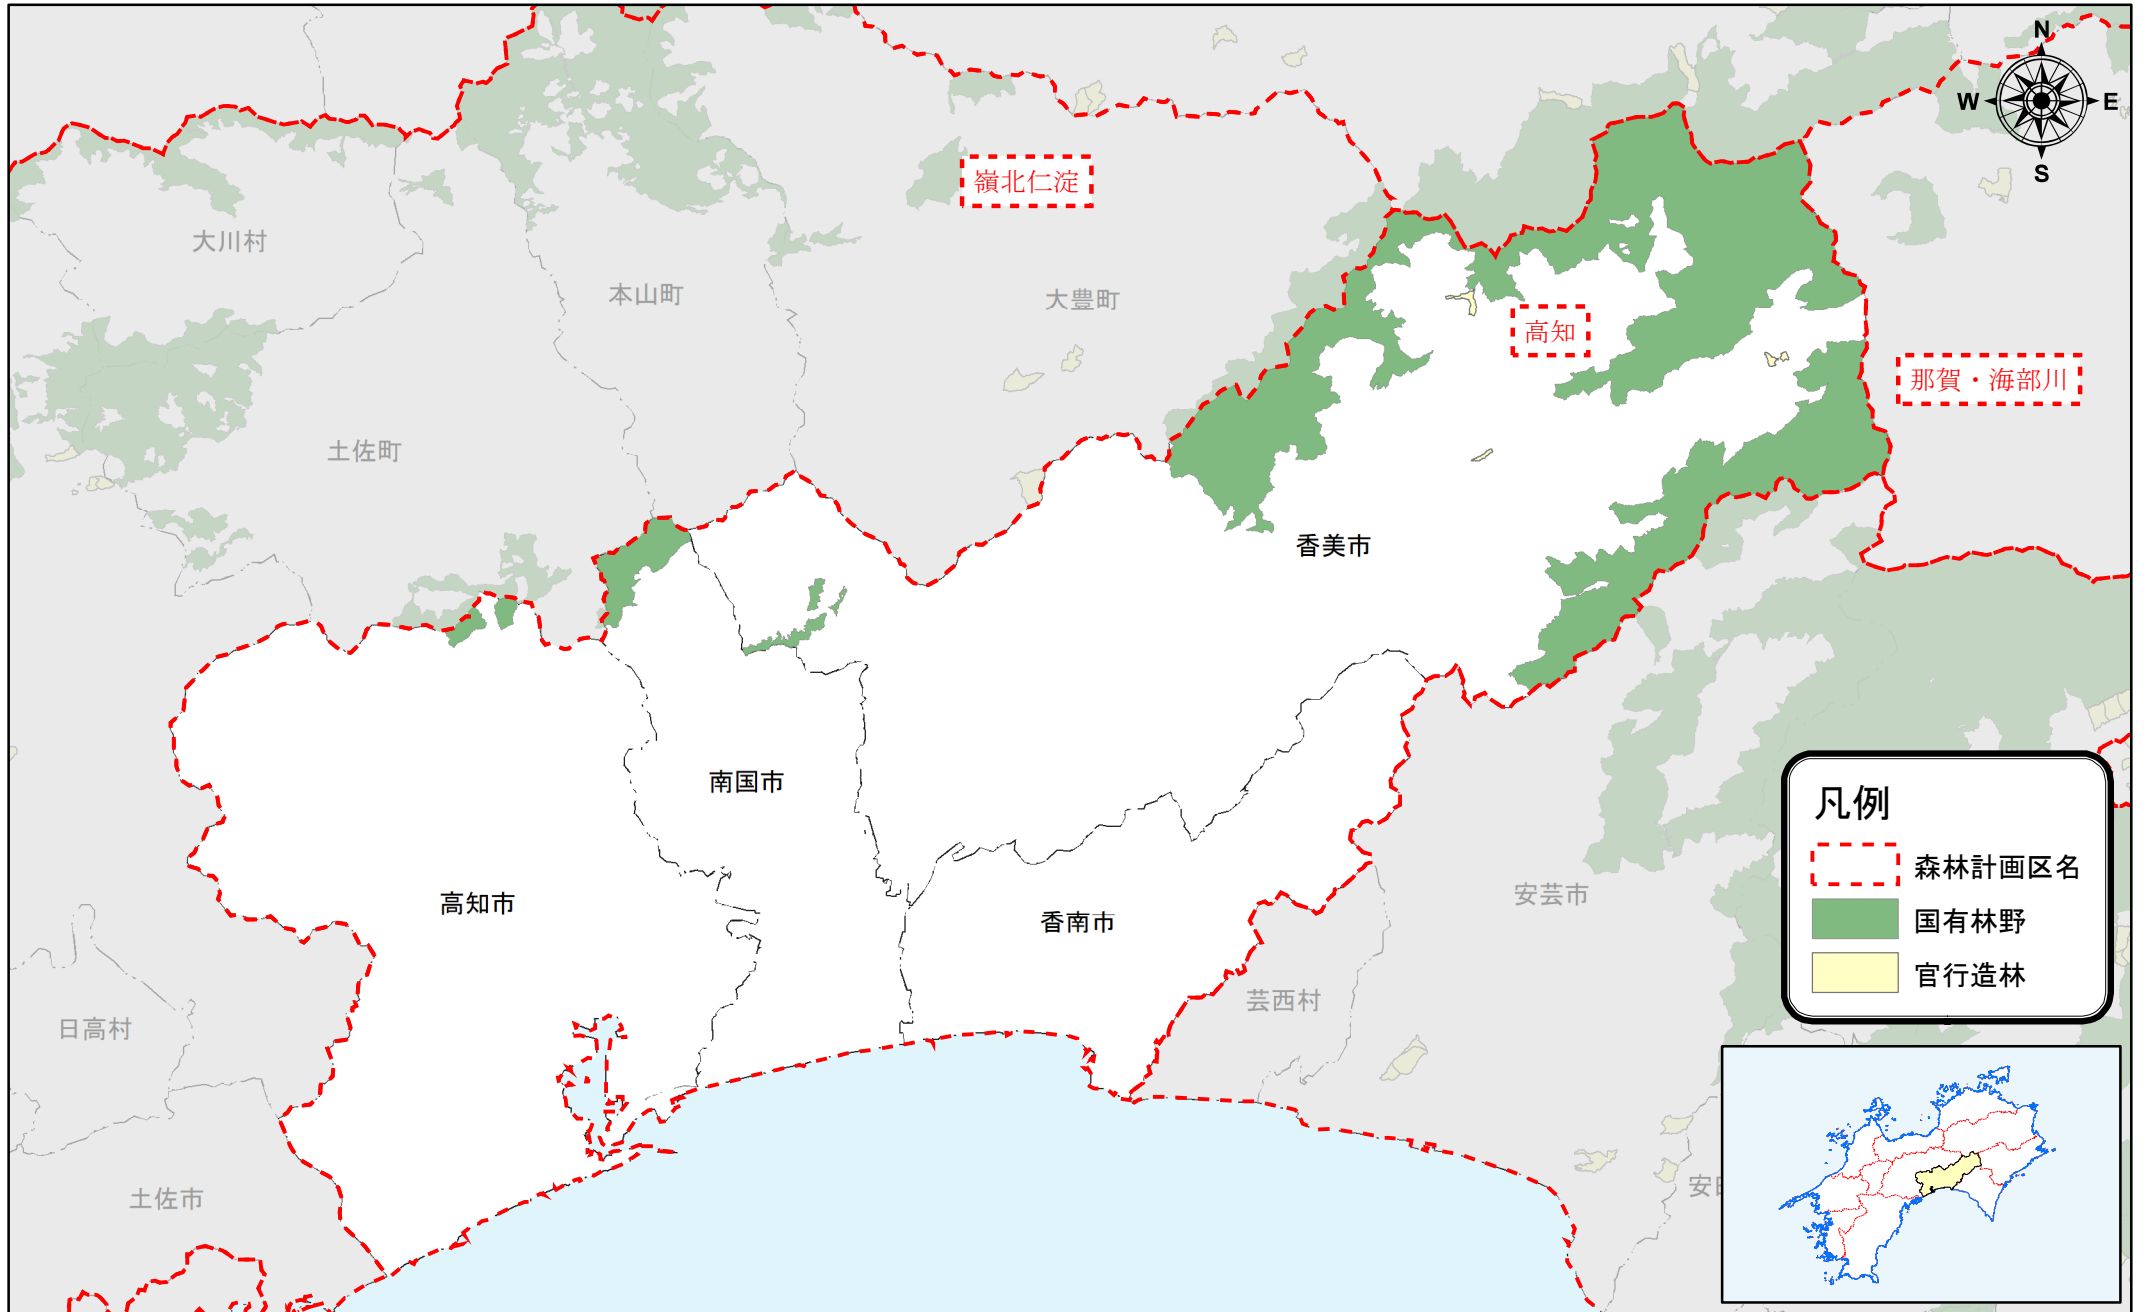 N
W
E
S
嶺北仁淀
大川村
本山町
大豊町
高知
那賀・海部川
土佐町
香美市
南国市
高知市
香南市
安芸市
芸西村
日高村
土佐市
凡例
森林計画区名
国有林野
官行造林
安